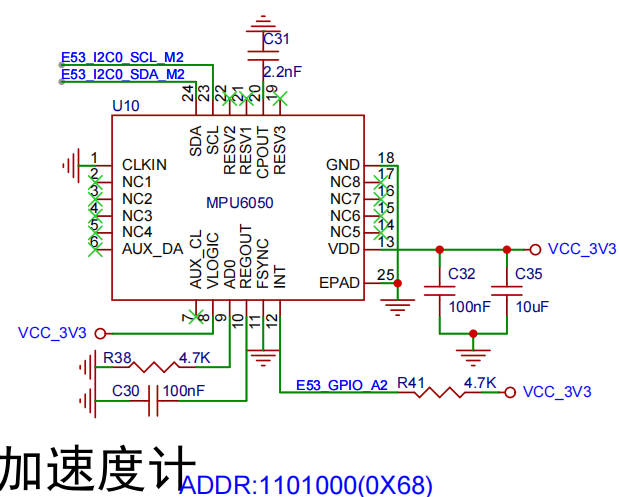 C31
E53_I2C0_SCL_M2
E53_I2C0_SDA_M2
2.2nF
24 23 22 21 20 19
U10
SDA SCL RESV2 RESV1 CPOUT RESV3
1 CLKIN GND 18
2 NC1 NC8 17
3 NC2 NC7 16
4 NC3 NC6 15
5 NC4 NC5 14
6 AUX_DA VDD 13
MPU6050
VCC_3V3
EPAD 25
AUX_CL VLOGIC AD0 REGOUT FSYNC INT
C32 C35
100nF 10uF
7 8 9 10 11 12
VCC_3V3
R38 4.7K
C30 100nF
E53_GPIO_A2 R41 4.7K VCC_3V3
加速度计
ADDR:1101000(0X68)